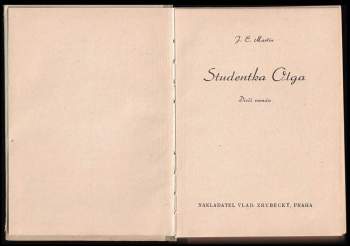 J. E. Martin
Studentka Olga
Dívčí román
NAKLADATEL VLAD. ZRUBECKÝ, PRAHA